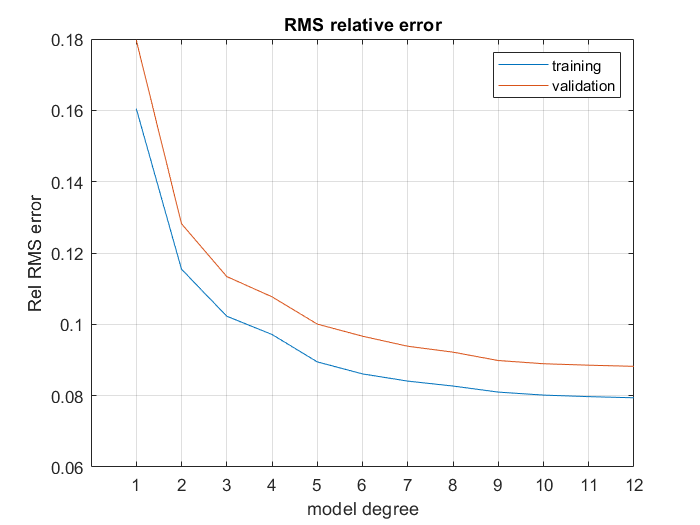 RMS relative error
Rel RMS error
0.18
0.16
0.14
0.12
0.1
0.08
0.06
training
validation
1 2 3 4 5 6 7 8 9 10 11 12
model degree